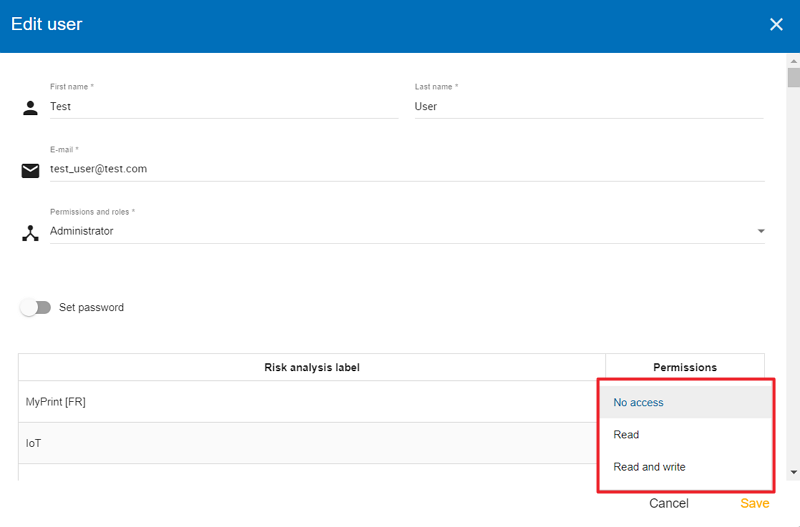 Edit user
First name * Last name *
Test User
E-mail *
test_user@test.com
Permissions and roles *
Administrator
Set password
Risk analysis label Permissions
MyPrint [FR] No access
Read
IoT
Read and write
Cancel Save